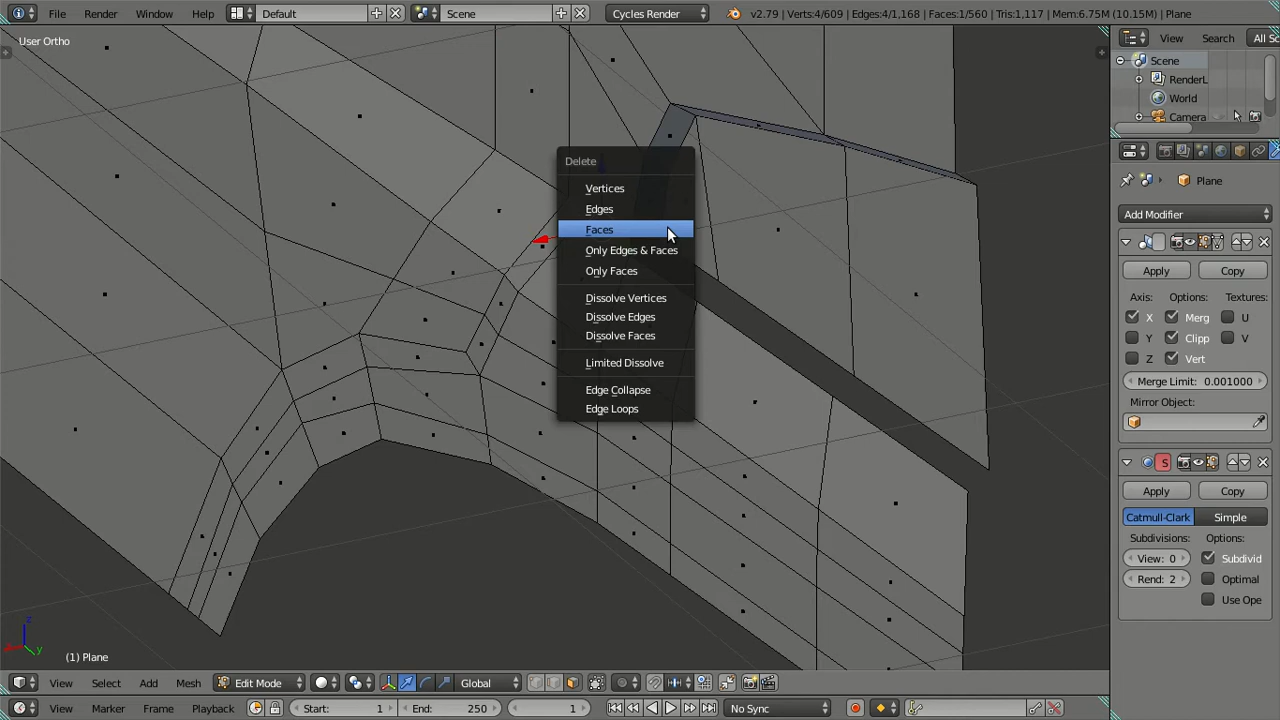 File Render Window Help Default Scene Cycles Render v2.79 | Verts:4/609 | Edges:4/1,168 | Faces:1/560 | Tris:1,117 | Mem:6.75M (10.15M) | Plane
User Ortho
View Search All Sc
Scene
RenderL
World
Camera
Delete
Vertices
Edges
Faces
Only Edges & Faces
Only Faces
Dissolve Vertices
Dissolve Edges
Dissolve Faces
Limited Dissolve
Edge Collapse
Edge Loops
Plane
Add Modifier
Apply Copy
Axis: Options: Textures:
X Merg U
Y Clipp V
Z Vert
Merge Limit: 0.001000
Mirror Object:
S
Apply Copy
Catmull-Clark Simple
Subdivisions: Options:
View: 0 Subdivid
Rend: 2 Optimal
Use Ope
z
y
(1) Plane
View Select Add Mesh Edit Mode Global
View Marker Frame Playback Start: 1 End: 250 1 No Sync